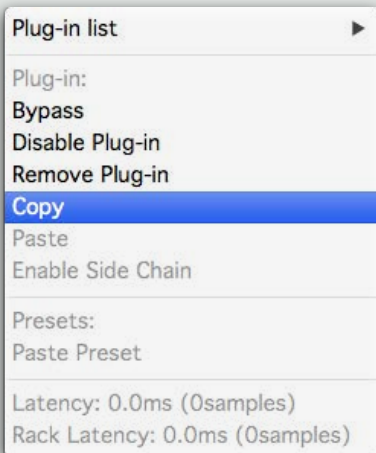 Plug-in list
Plug-in:
Bypass
Disable Plug-in
Remove Plug-in
Copy
Paste
Enable Side Chain
Presets:
Paste Preset
Latency: 0.0ms (0samples)
Rack Latency: 0.0ms (0samples)